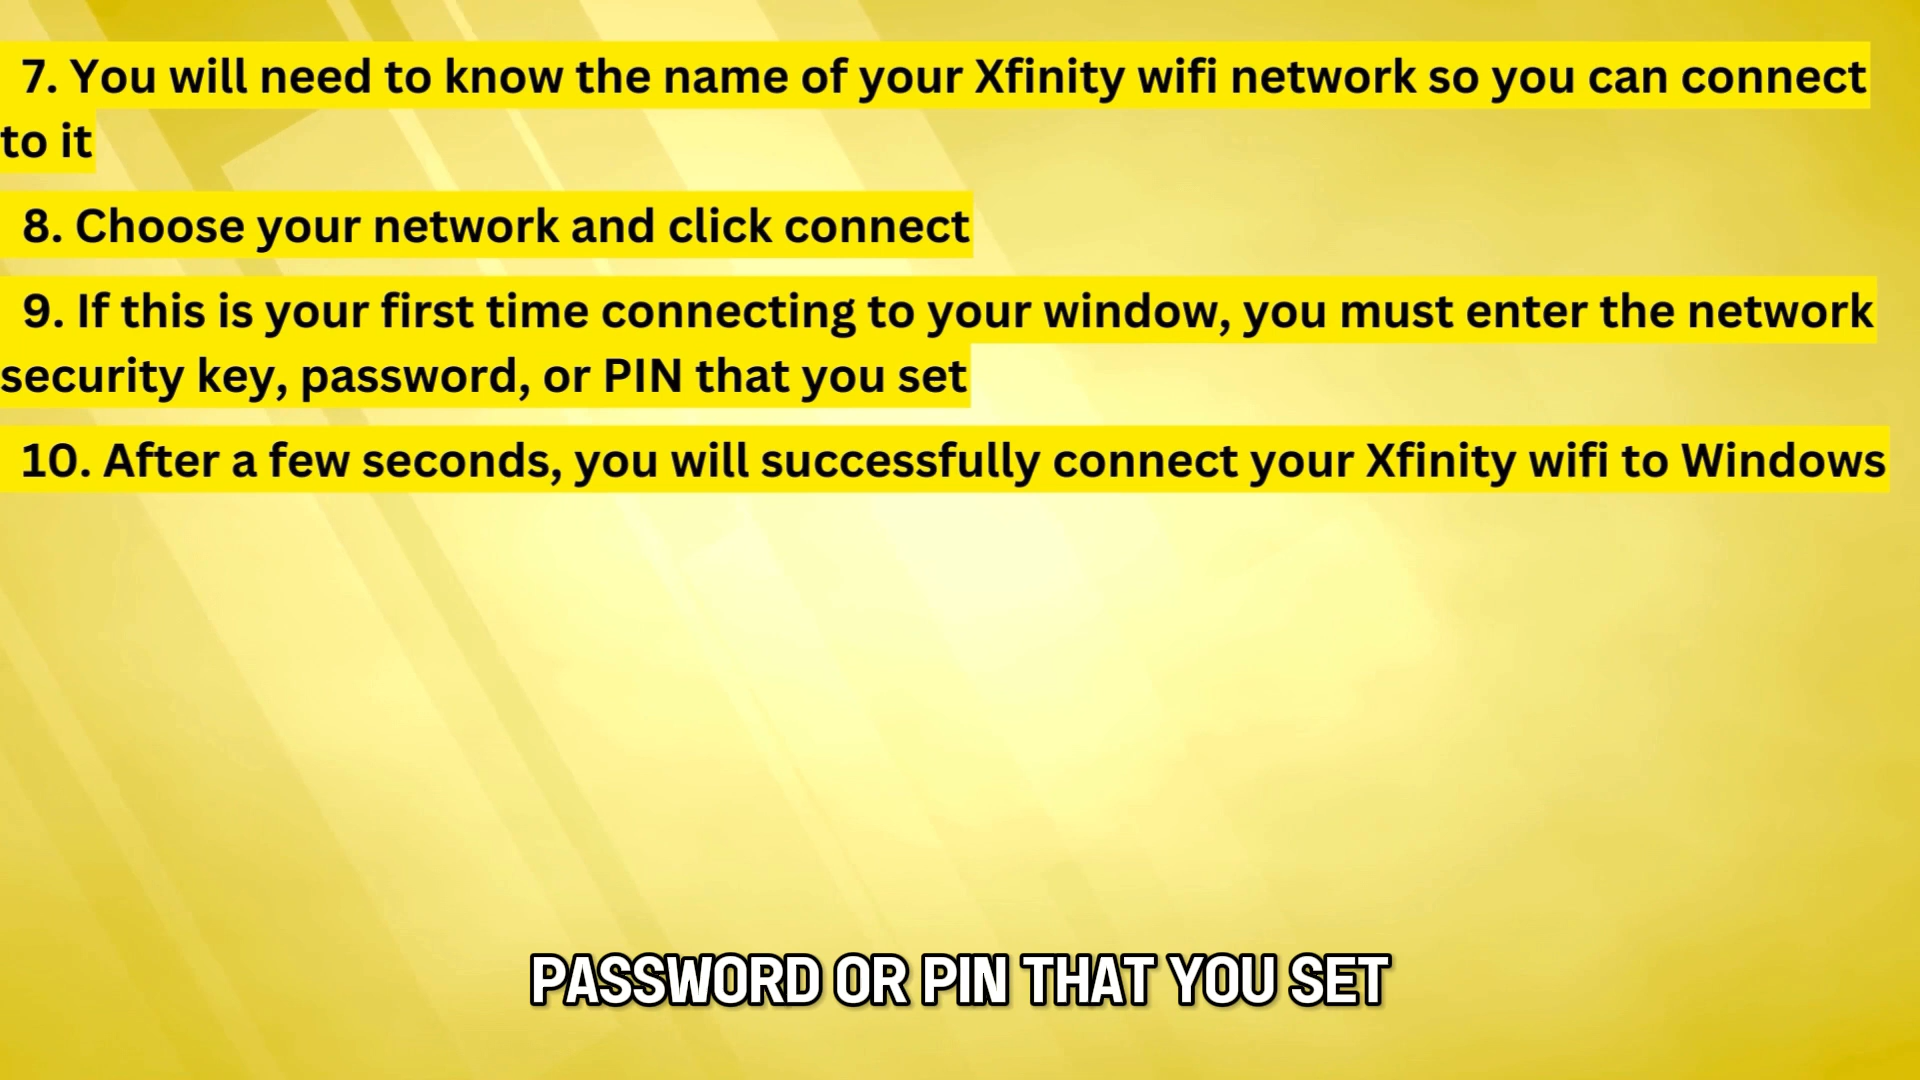 7. You will need to know the name of your Xfinity wifi network so you can connect
to it
8. Choose your network and click connect
9. If this is your first time connecting to your window, you must enter the network
security key, password, or PIN that you set
10. After a few seconds, you will successfully connect your Xfinity wifi to Windows
PASSWORD OR PIN THAT YOU SET